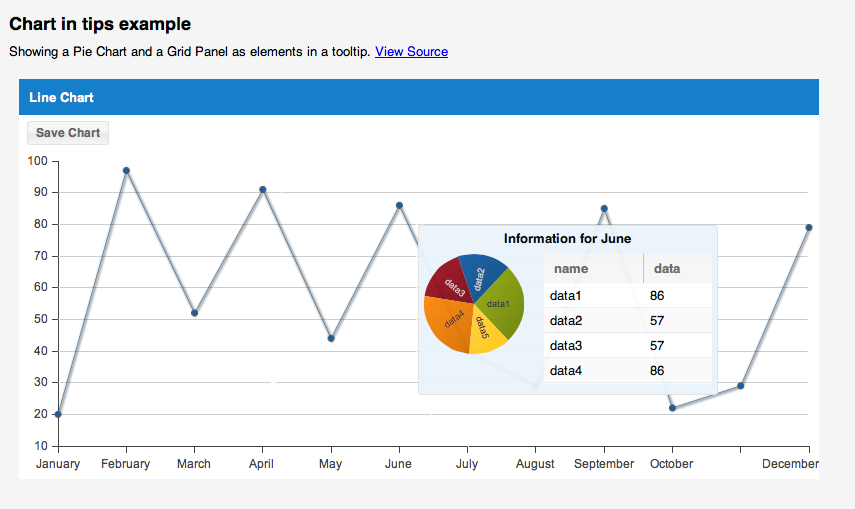 Chart in tips example
Showing a Pie Chart and a Grid Panel as elements in a tooltip. View Source
Line Chart
Save Chart
100
90
80
70
60
50
40
30
20
10
January February March April May June July August September October December
Information for June
data1
data2
data3
data4
data5
name data
data1 86
data2 57
data3 57
data4 86